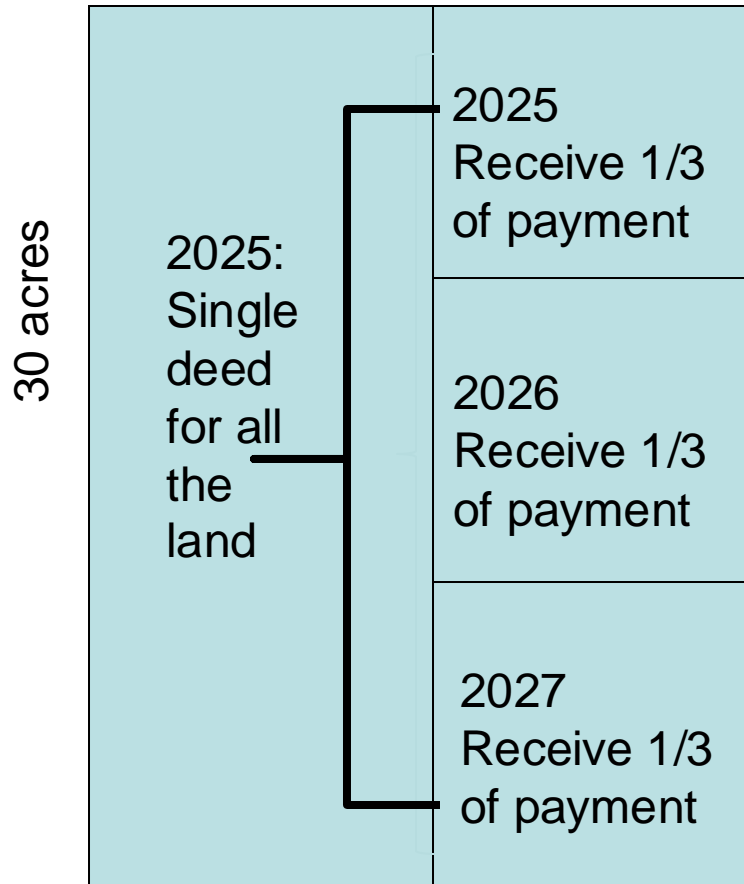 30 acres
2025:
Single
deed
for all
the
land
2025
Receive 1/3
of payment
2026
Receive 1/3
of payment
2027
Receive 1/3
of payment